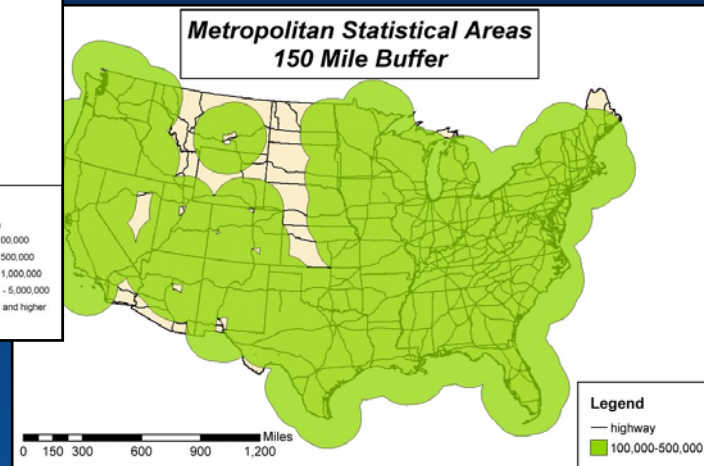 Metropolitan Statistical Areas
150 Mile Buffer
00,000
500,000
1,000,000
- 5,000,000
and higher
Miles
0 150 300 600 900 1,200
Legend
highway
100,000-500,000